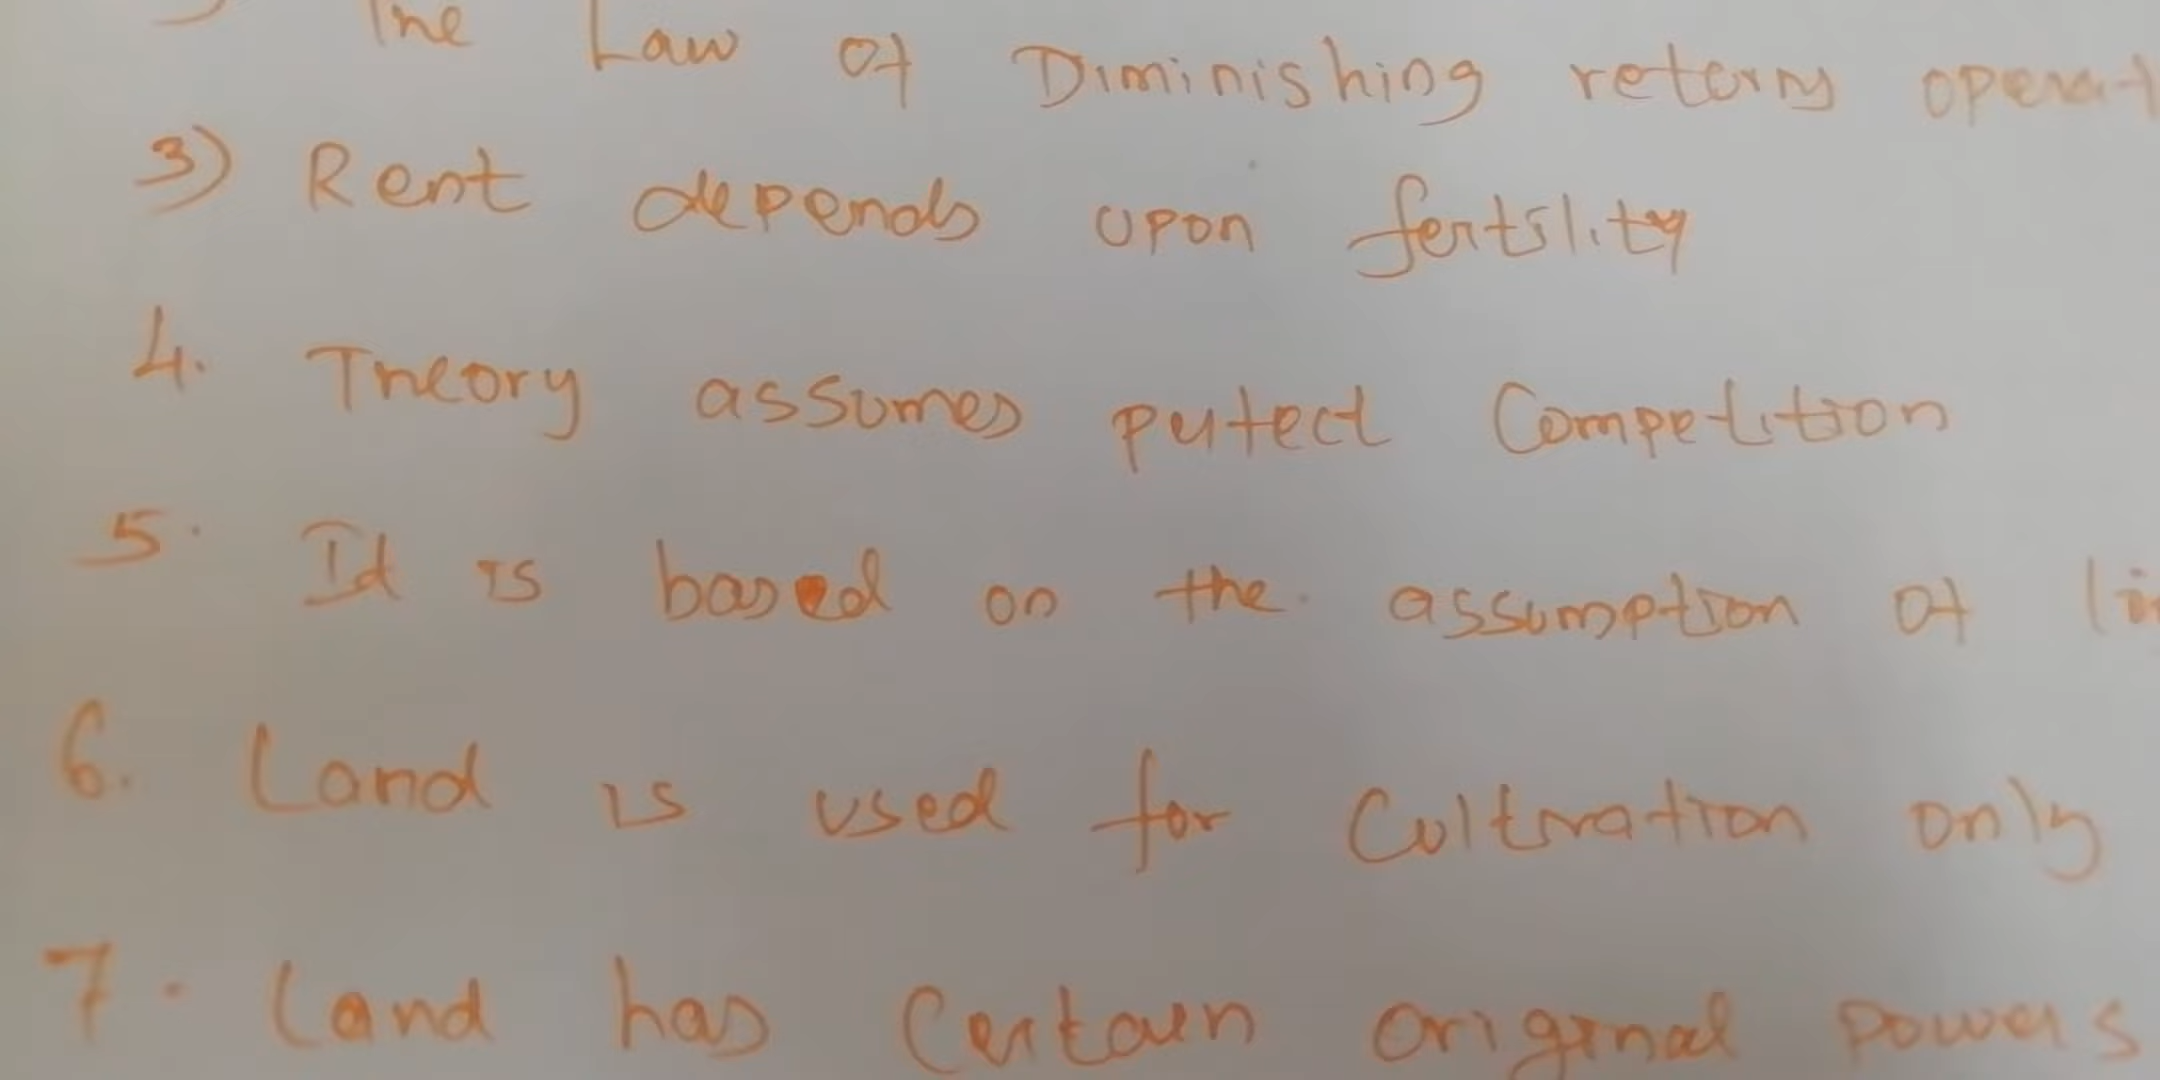 The Law of Diminishing returns
3) Rent depends upon fertility
4. Theory assumes perfect Competition
5. It is based on the assumption of
6. Land is used for Cultivation only
7. Land has Certain original powers